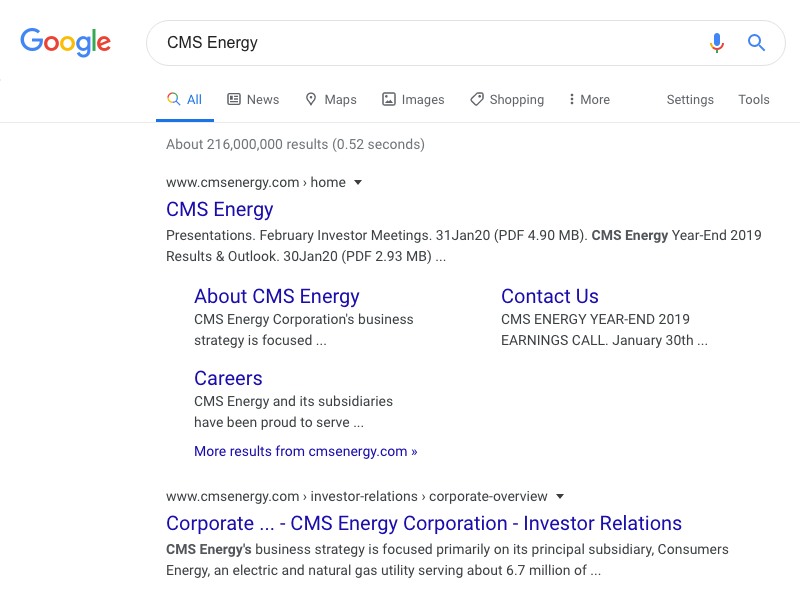 Google
CMS Energy
All News Maps Images Shopping More Settings Tools
About 216,000,000 results (0.52 seconds)
www.cmsenergy.com › home
CMS Energy
Presentations. February Investor Meetings. 31Jan20 (PDF 4.90 MB). CMS Energy Year-End 2019
Results & Outlook. 30Jan20 (PDF 2.93 MB) ...
About CMS Energy
CMS Energy Corporation's business
strategy is focused ...
Contact Us
CMS ENERGY YEAR-END 2019
EARNINGS CALL. January 30th ...
Careers
CMS Energy and its subsidiaries
have been proud to serve ...
More results from cmsenergy.com »
www.cmsenergy.com › investor-relations › corporate-overview
Corporate ... - CMS Energy Corporation - Investor Relations
CMS Energy's business strategy is focused primarily on its principal subsidiary, Consumers
Energy, an electric and natural gas utility serving about 6.7 million of ...